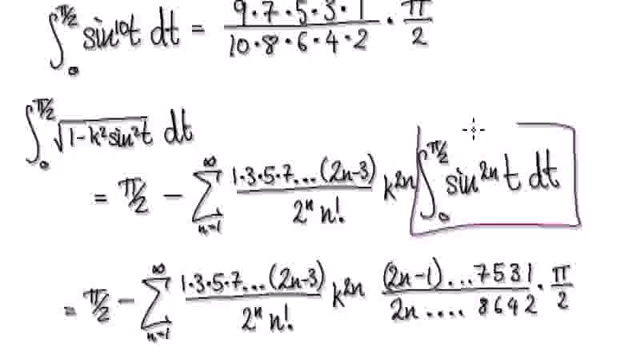 ∫₀^{π/2} sin¹⁰t dt = (9·7·5·3·1)/(10·8·6·4·2) · π/2
∫₀^{π/2} √(1-k²sin²t) dt
= π/2 - Σ_{n=1}^{∞} (1·3·5·7...(2n-3))/(2ⁿ n!) k²ⁿ ∫₀^{π/2} sin²ⁿ t dt
= π/2 - Σ_{n=1}^{∞} (1·3·5·7...(2n-3))/(2ⁿ n!) k²ⁿ ((2n-1)...7531)/(2n....8642) · π/2